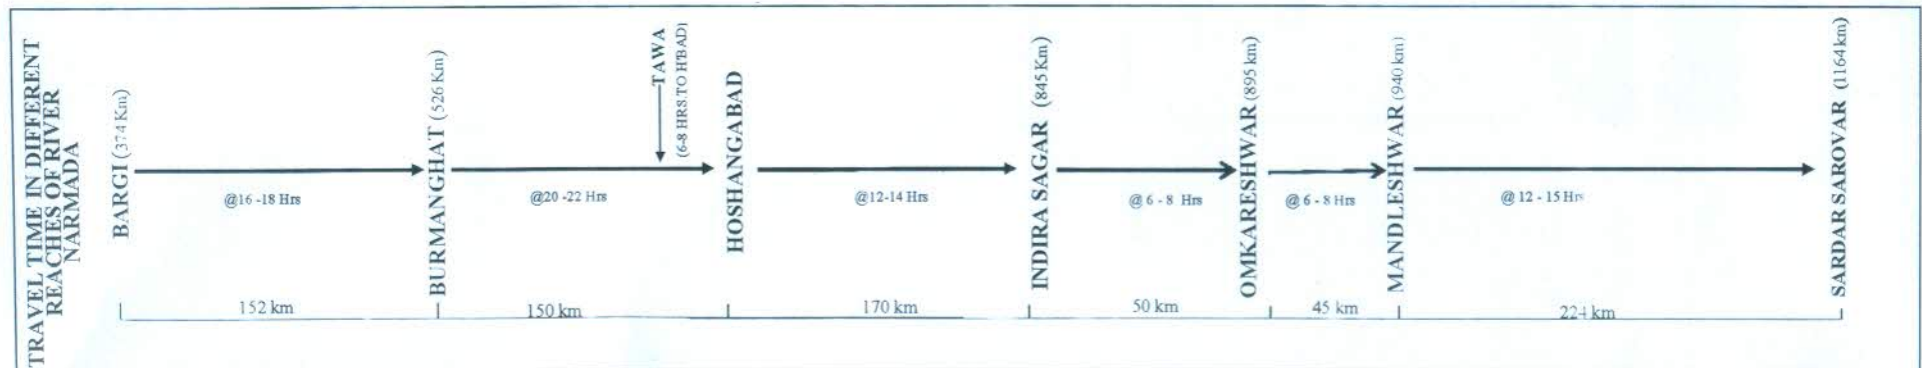 TRAVEL TIME IN DIFFERENT
REACHES OF RIVER
NARMADA
BARGI (374 Km)
@16 -18 Hrs
BURMANGHAT (526 Km)
@20 -22 Hrs
TAWA
(6-8 HRS.TO H'BAD)
HOSHANGABAD
@12-14 Hrs
INDIRA SAGAR (845 Km)
@ 6 - 8 Hrs
OMKARESHWAR (895 km)
@ 6 - 8 Hrs
MANDLESHWAR (940 km)
@ 12 - 15 Hrs
SARDAR SAROVAR (1164 km)
152 km
150 km
170 km
50 km
45 km
224 km